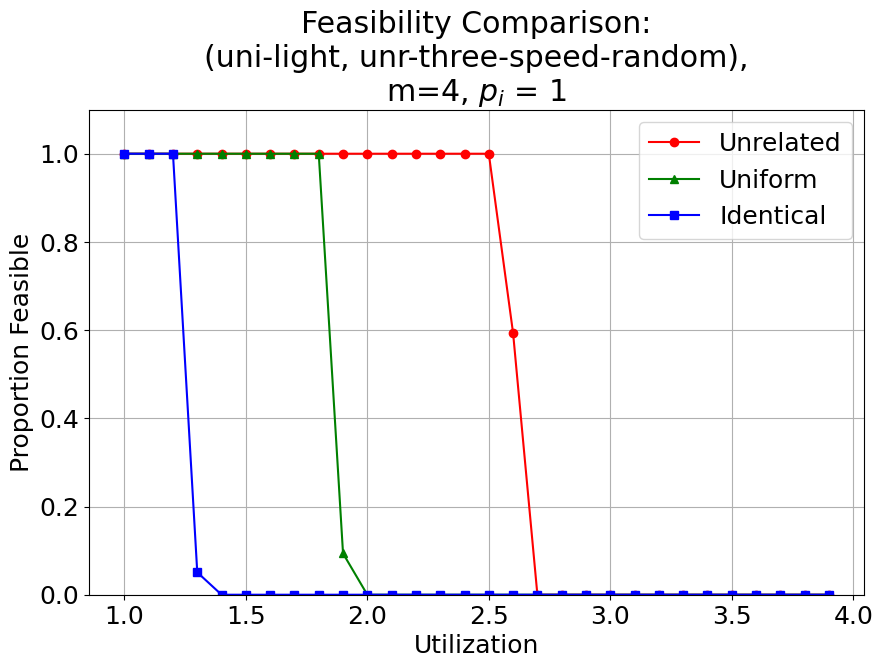 Feasibility Comparison:
(uni-light, unr-three-speed-random),
m=4, $p_i$ = 1
Unrelated
Uniform
Identical
Proportion Feasible
1.0
0.8
0.6
0.4
0.2
0.0
1.0 1.5 2.0 2.5 3.0 3.5 4.0
Utilization